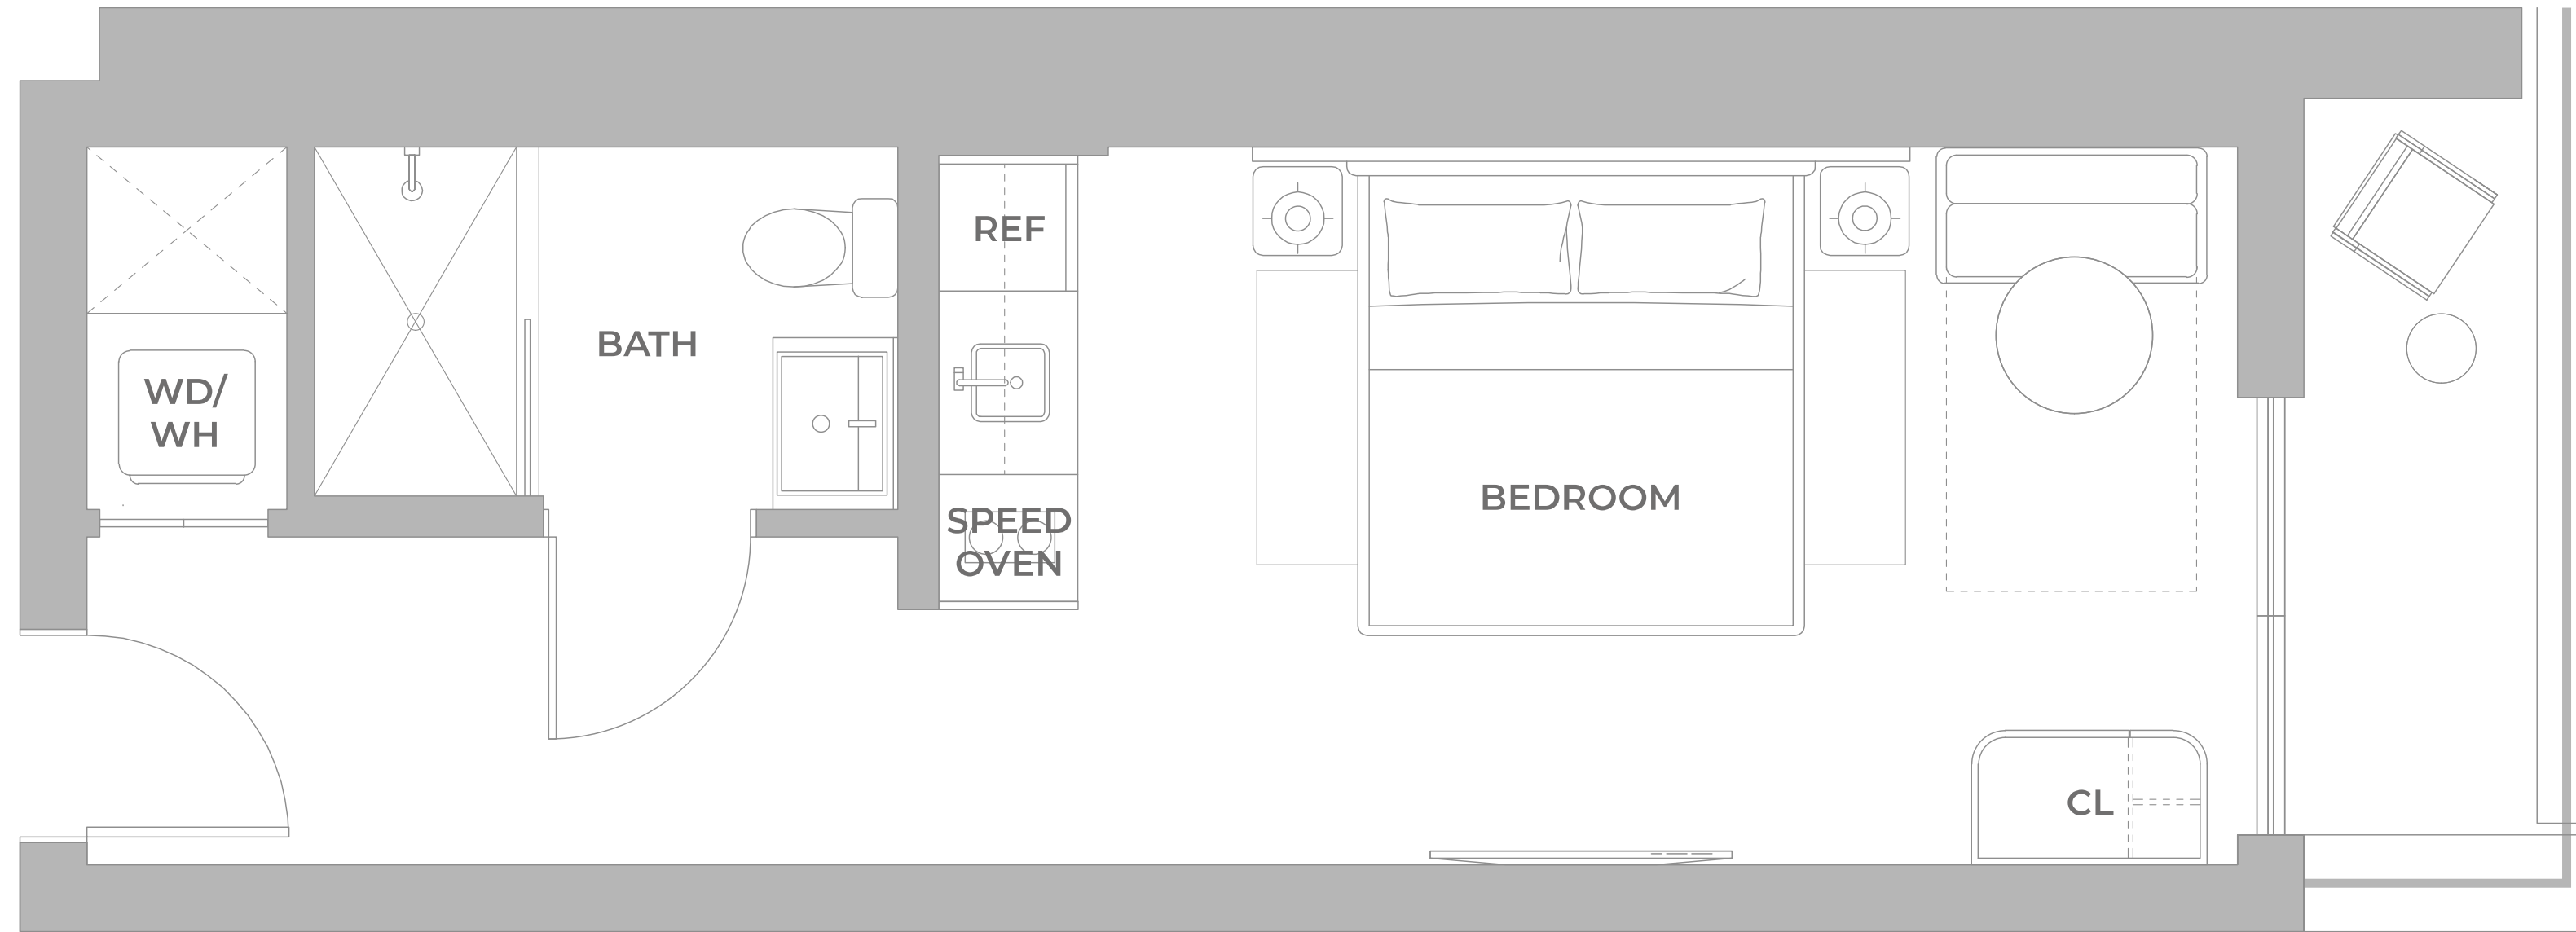 WD/
WH
BATH
REF
SPEED
OVEN
BEDROOM
CL